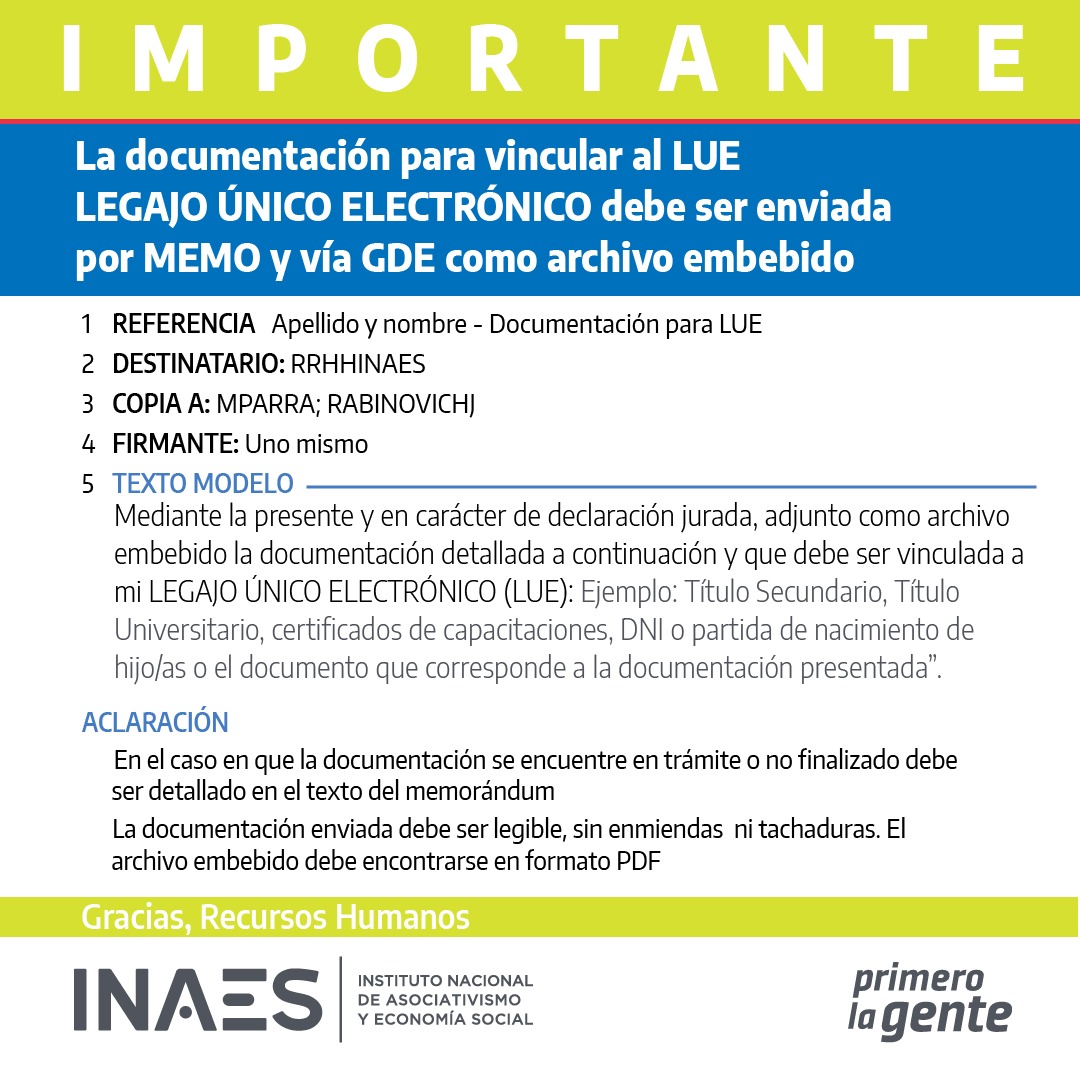 IMPORTANTE
La documentación para vincular al LUE
LEGAJO ÚNICO ELECTRÓNICO debe ser enviada
por MEMO y vía GDE como archivo embebido
1 REFERENCIA Apellido y nombre - Documentación para LUE
2 DESTINATARIO: RRHHINAES
3 COPIA A: MPARRA; RABINOVICHJ
4 FIRMANTE: Uno mismo
5 TEXTO MODELO
Mediante la presente y en carácter de declaración jurada, adjunto como archivo
embebido la documentación detallada a continuación y que debe ser vinculada a
mi LEGAJO ÚNICO ELECTRÓNICO (LUE): Ejemplo: Título Secundario, Título
Universitario, certificados de capacitaciones, DNI o partida de nacimiento de
hijo/as o el documento que corresponde a la documentación presentada”.
ACLARACIÓN
En el caso en que la documentación se encuentre en trámite o no finalizado debe
ser detallado en el texto del memorándum
La documentación enviada debe ser legible, sin enmiendas ni tachaduras. El
archivo embebido debe encontrarse en formato PDF
Gracias, Recursos Humanos
INAES
INSTITUTO NACIONAL
DE ASOCIATIVISMO
Y ECONOMÍA SOCIAL
primero
la gente